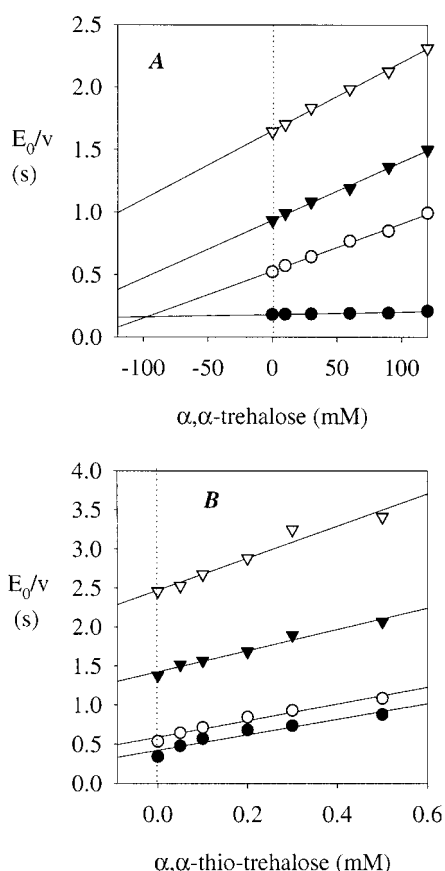 2.5
A
2.0
1.5
E₀/v
(s)
1.0
0.5
0.0
-100 -50 0 50 100
α,α-trehalose (mM)
4.0
B
3.5
3.0
E₀/v
2.5
(s)
2.0
1.5
1.0
0.5
0.0
0.0 0.2 0.4 0.6
α,α-thio-trehalose (mM)